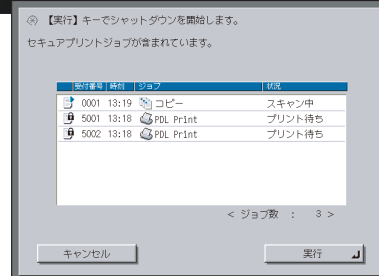 【実行】キーでシャットダウンを開始します。
セキュアプリントジョブが含まれています。
受付番号 時刻 ジョブ 状況
0001 13:19 コピー スキャン中
5001 13:18 PDL Print プリント待ち
5002 13:18 PDL Print プリント待ち
< ジョブ数 : 3 >
キャンセル 実行